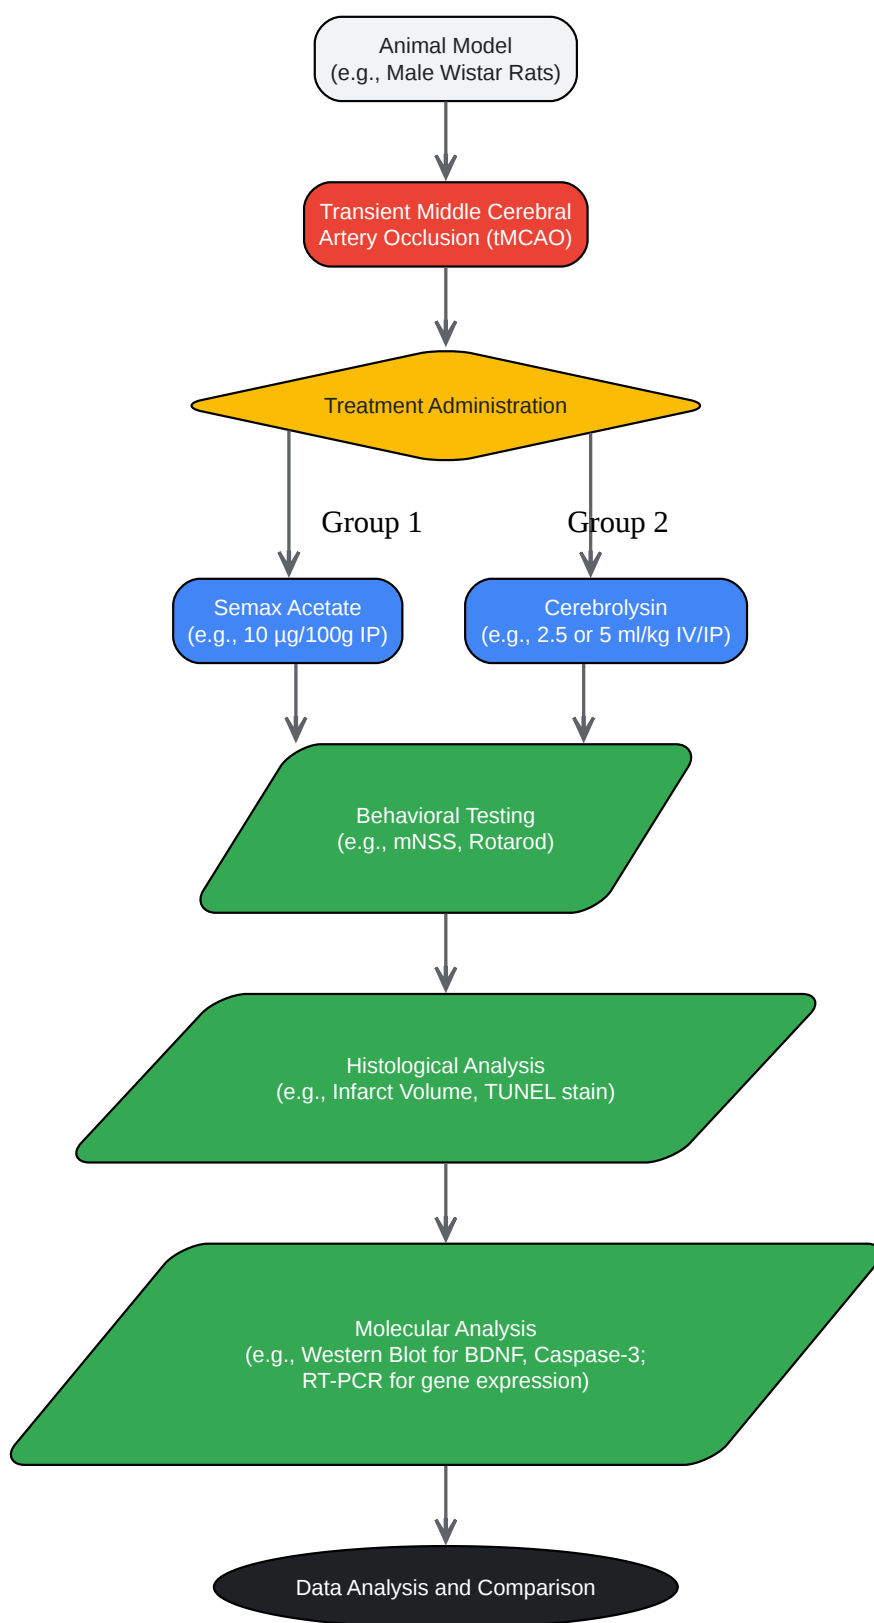 Animal Model
(e.g., Male Wistar Rats)
Transient Middle Cerebral
Artery Occlusion (tMCAO)
Treatment Administration
Group 1
Group 2
Semax Acetate
(e.g., 10 µg/100g IP)
Cerebrolysin
(e.g., 2.5 or 5 ml/kg IV/IP)
Behavioral Testing
(e.g., mNSS, Rotarod)
Histological Analysis
(e.g., Infarct Volume, TUNEL stain)
Molecular Analysis
(e.g., Western Blot for BDNF, Caspase-3;
RT-PCR for gene expression)
Data Analysis and Comparison